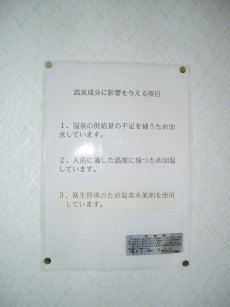 温泉成分に影響を与える項目
１．温泉の供給量の不足を補うため加
水しています。
２．入浴に適した温度に保つため加温
しています。
３．衛生管理のため塩素系薬剤を使用
しています。